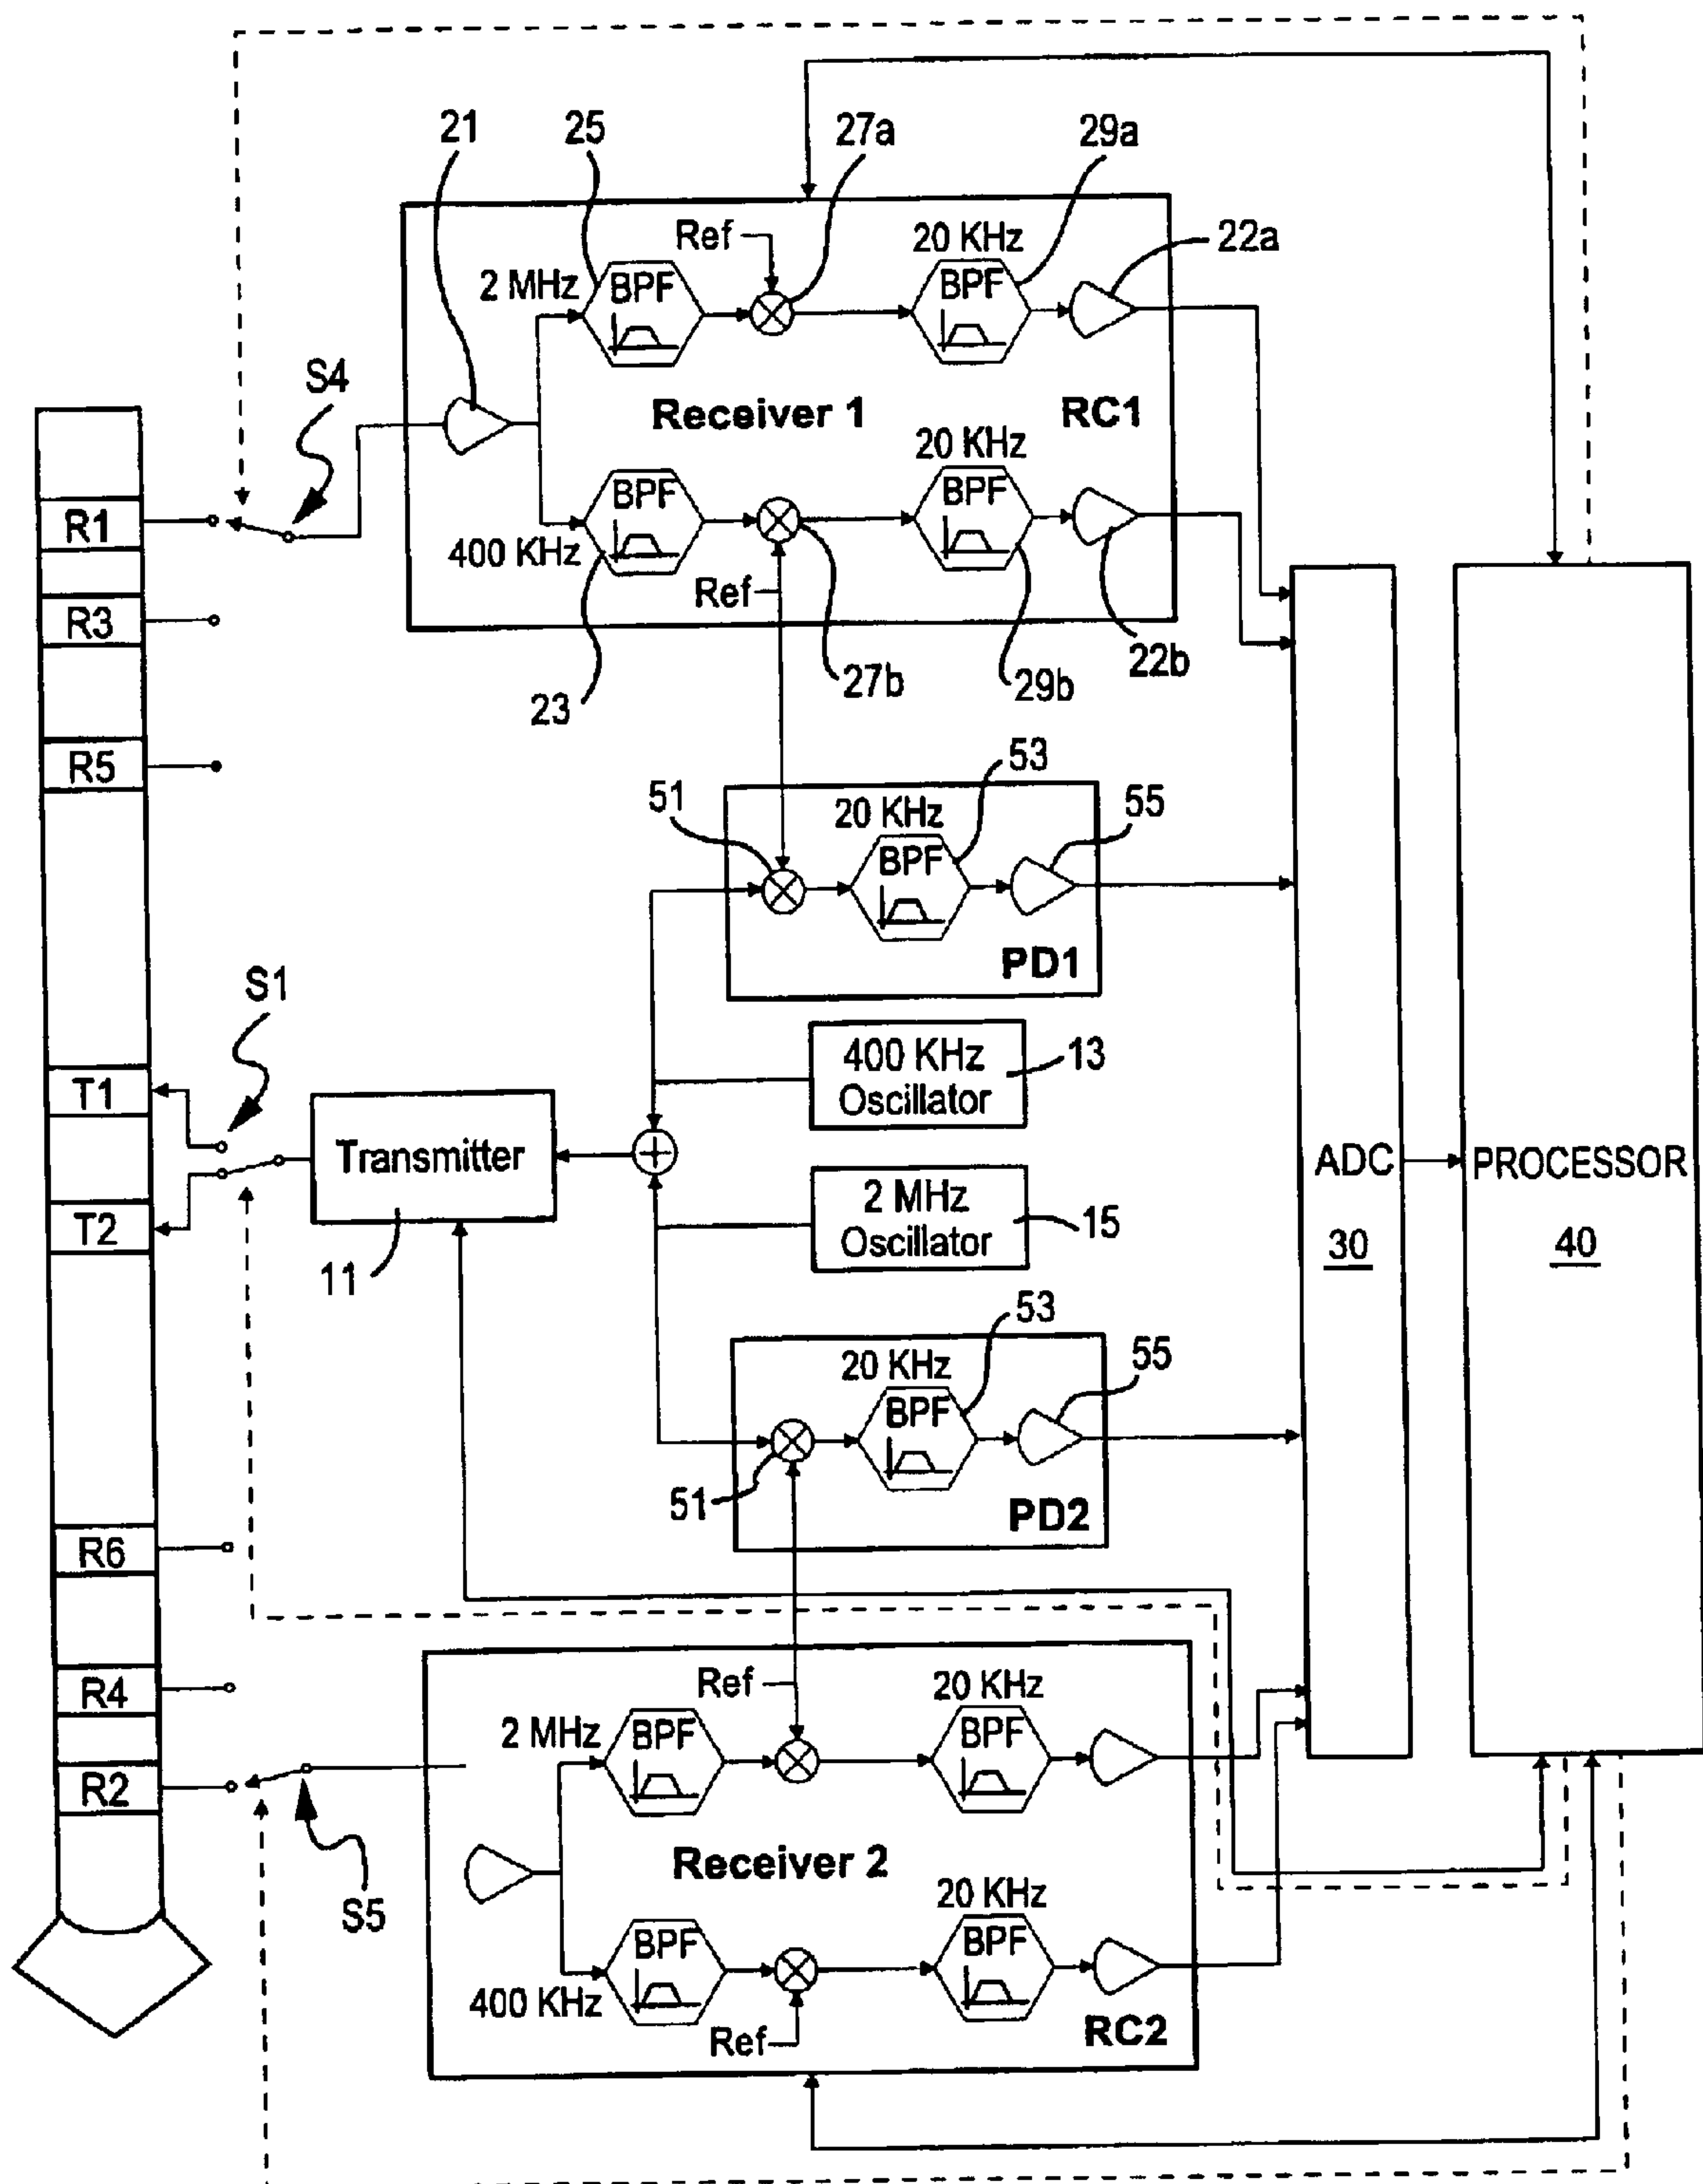 21
25
27a
29a
Ref
20 KHz
22a
2 MHz
BPF
BPF
S4
Receiver 1
RC1
20 KHz
BPF
BPF
R1
400 KHz
Ref
R3
22b
27b
29b
23
R5
53
51
20 KHz
55
BPF
PD1
S1
400 KHz
Oscillator
13
T1
Transmitter
ADC
PROCESSOR
2 MHz
Oscillator
15
T2
30
40
11
53
20 KHz
55
BPF
51
PD2
R6
Ref
20 KHz
R4
2 MHz
BPF
BPF
R2
Receiver 2
S5
20 KHz
BPF
BPF
400 KHz
RC2
Ref